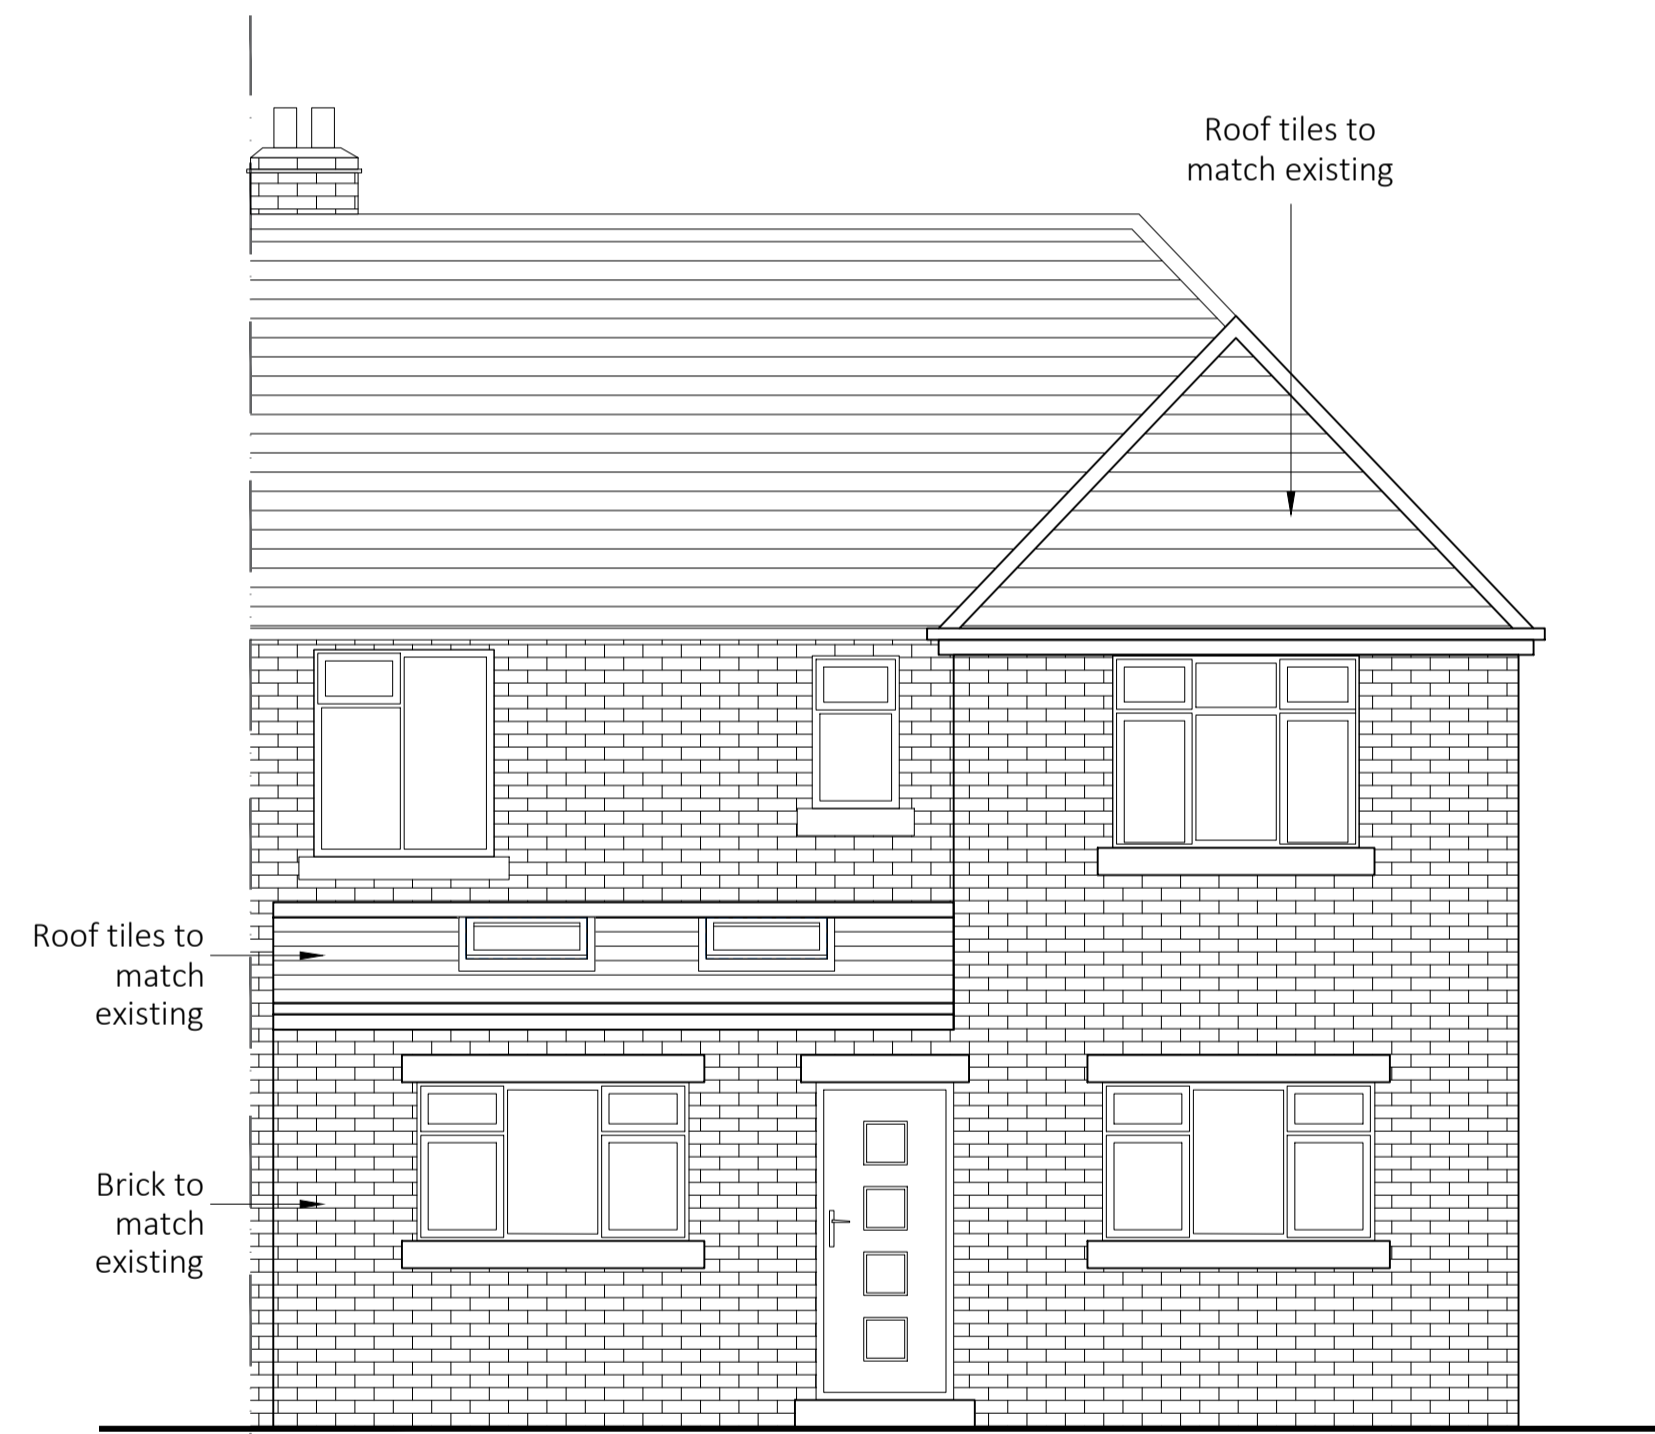 Roof tiles to
match existing
Roof tiles to
match
existing
Brick to
match
existing